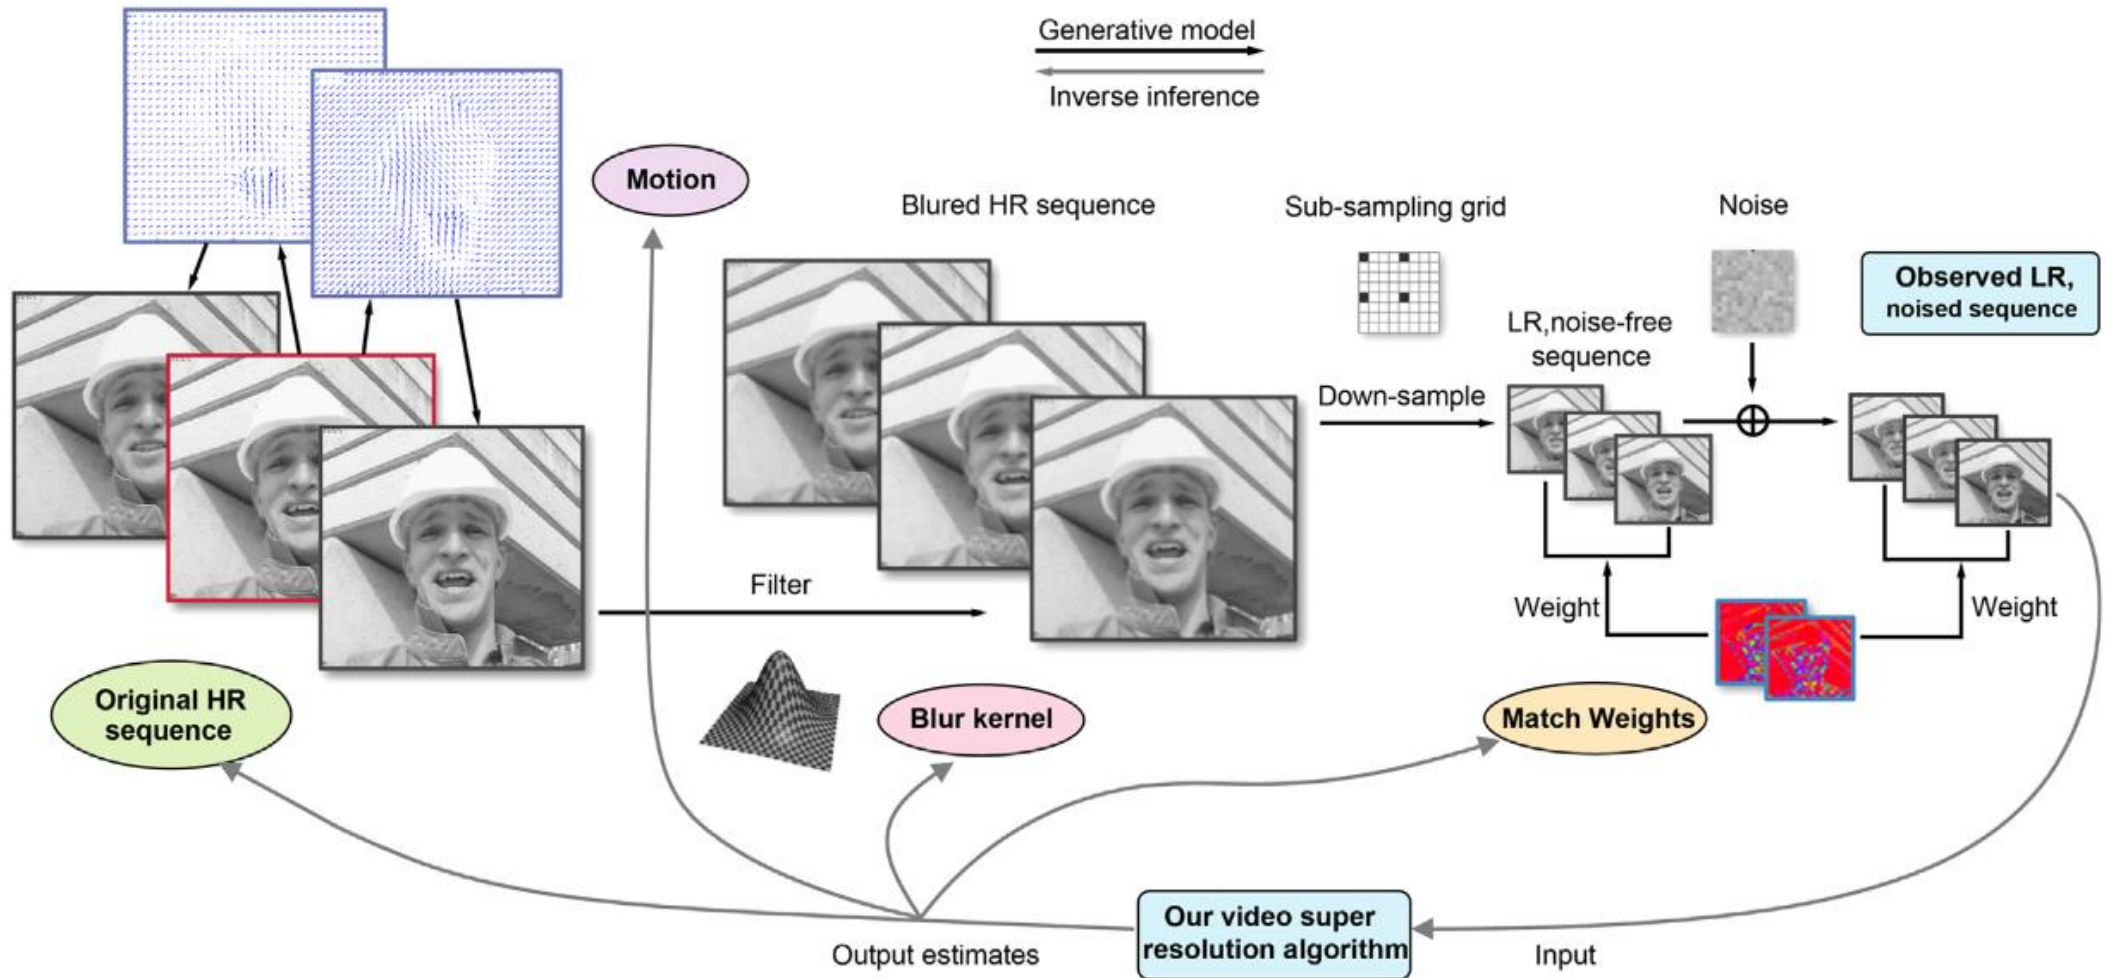 Generative model
Inverse inference
Motion
Blured HR sequence
Sub-sampling grid
Noise
Observed LR,
noised sequence
LR,noise-free
sequence
Down-sample
Filter
Weight
Weight
Original HR
sequence
Blur kernel
Match Weights
Our video super
resolution algorithm
Output estimates
Input